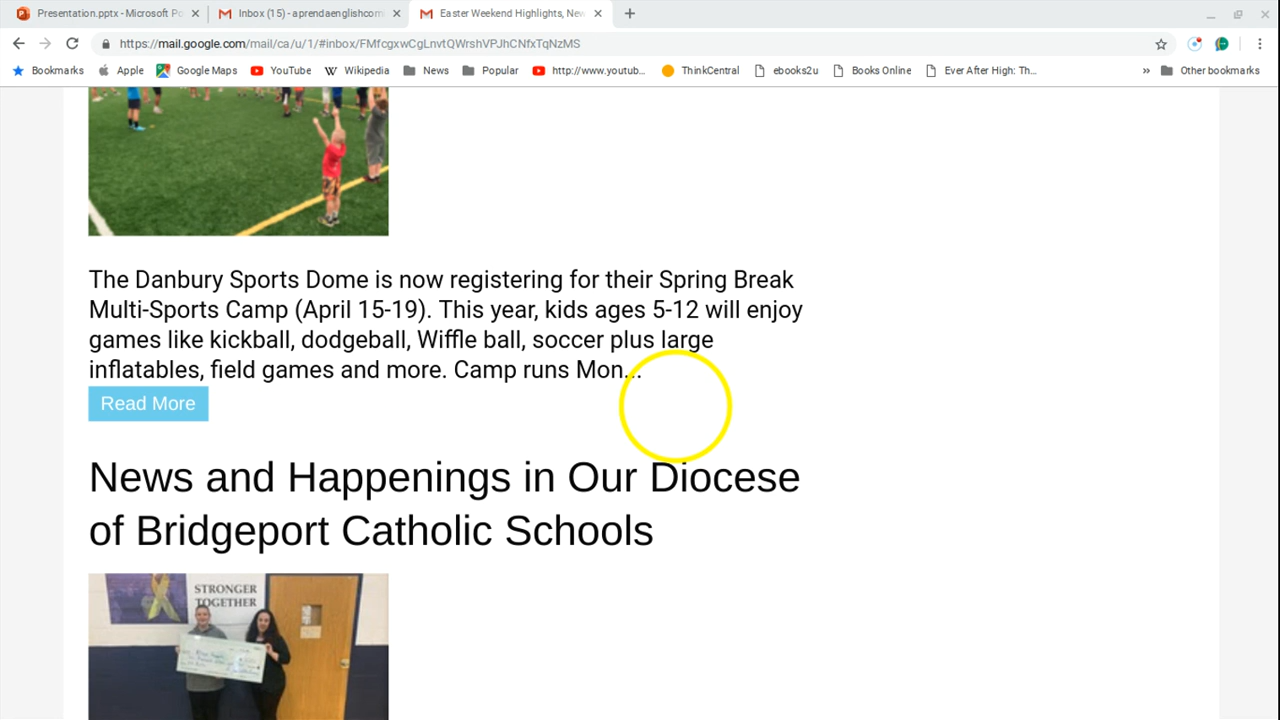 Presentation.pptx - Microsoft Po
Inbox (15) - aprendaenglishcom
Easter Weekend Highlights, New
https://mail.google.com/mail/ca/u/1/#inbox/FMfcgxwCgLnvtQWrshVPJhCNfxTqNzMS
Bookmarks Apple Google Maps YouTube Wikipedia News Popular http://www.youtub... ThinkCentral ebooks2u Books Online Ever After High: Th... » Other bookmarks
The Danbury Sports Dome is now registering for their Spring Break
Multi-Sports Camp (April 15-19). This year, kids ages 5-12 will enjoy
games like kickball, dodgeball, Wiffle ball, soccer plus large
inflatables, field games and more. Camp runs Mon...
Read More
News and Happenings in Our Diocese
of Bridgeport Catholic Schools
STRONGER
TOGETHER